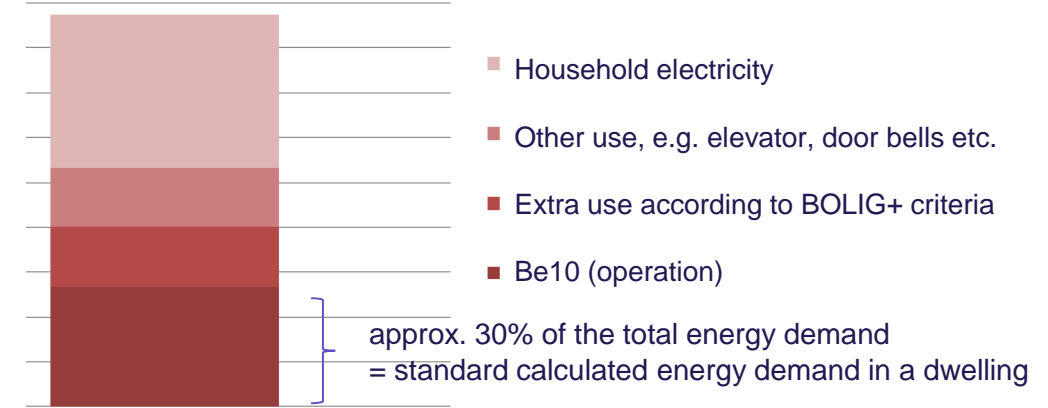 Household electricity
Other use, e.g. elevator, door bells etc.
Extra use according to BOLIG+ criteria
Be10 (operation)
approx. 30% of the total energy demand
= standard calculated energy demand in a dwelling